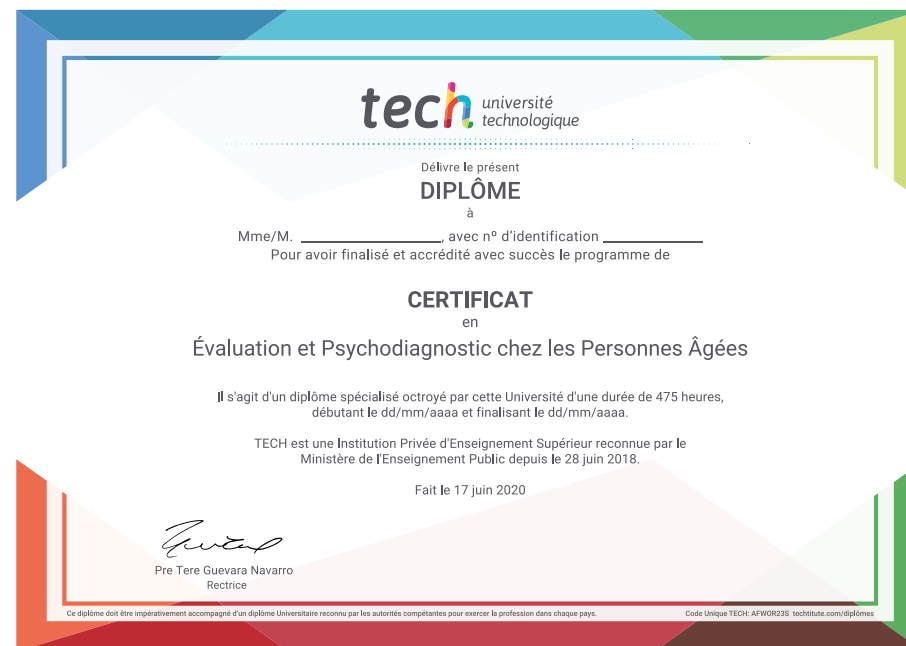 tech université
technologique
Délivre le présent
DIPLÔME
à
Mme/M. ____________________, avec nº d'identification ______________
Pour avoir finalisé et accrédité avec succès le programme de
CERTIFICAT
en
Évaluation et Psychodiagnostic chez les Personnes Âgées
Il s'agit d'un diplôme spécialisé octroyé par cette Université d'une durée de 475 heures,
débutant le dd/mm/aaaa et finalisant le dd/mm/aaaa.
TECH est une Institution Privée d'Enseignement Supérieur reconnue par le
Ministère de l'Enseignement Public depuis le 28 juin 2018.
Fait le 17 juin 2020
Pre Tere Guevara Navarro
Rectrice
Ce diplôme doit être impérativement accompagné d'un diplôme Universitaire reconnu par les autorités compétantes pour exercer la profession dans chaque pays.
Code Unique TECH: AFWOR23S techtitute.com/diplômes